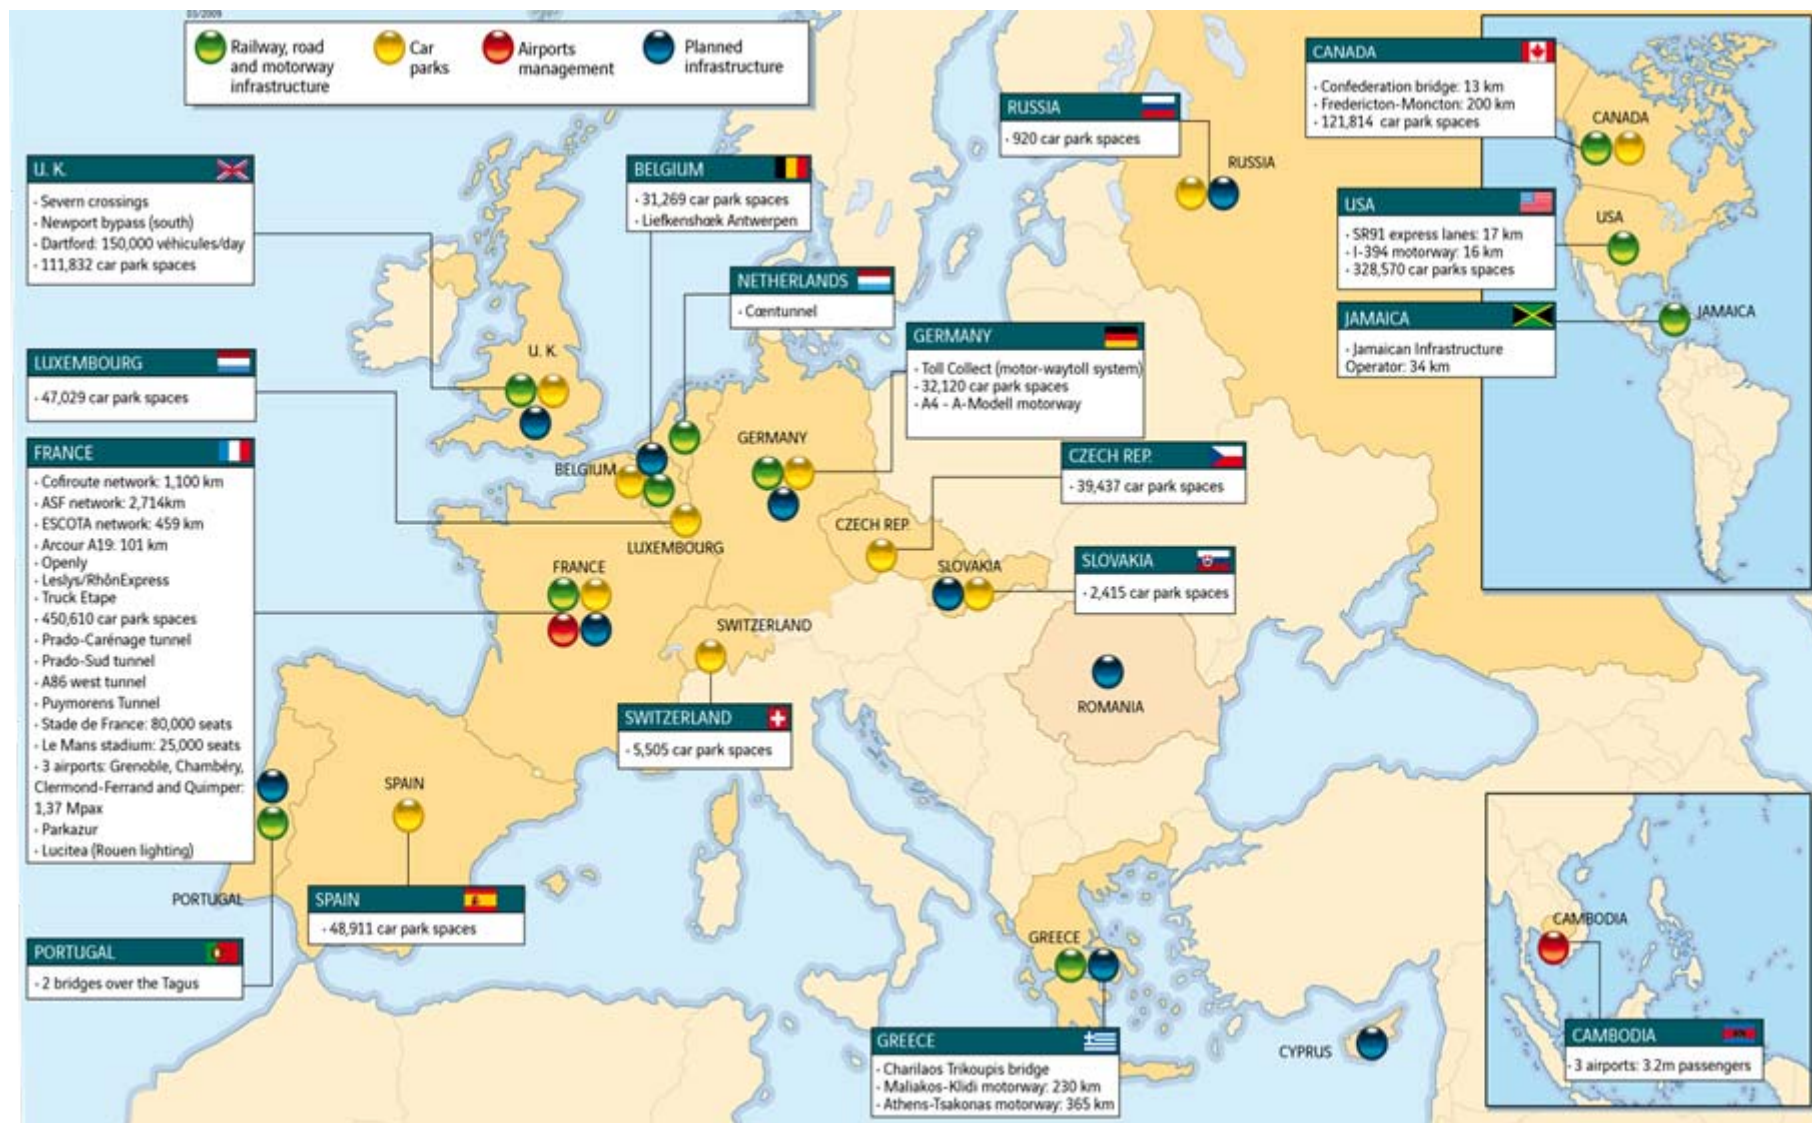 03/2009
Railway, road
and motorway
infrastructure
Car
parks
Airports
management
Planned
infrastructure
U. K.
- Severn crossings
- Newport bypass (south)
- Dartford: 150,000 véhicules/day
- 111,832 car park spaces
LUXEMBOURG
- 47,029 car park spaces
FRANCE
- Cofiroute network: 1,100 km
- ASF network: 2,714km
- ESCOTA network: 459 km
- Arcour A19: 101 km
- Openly
- Leslys/RhônExpress
- Truck Etape
- 450,610 car park spaces
- Prado-Carénage tunnel
- Prado-Sud tunnel
- A86 west tunnel
- Puymorens Tunnel
- Stade de France: 80,000 seats
- Le Mans stadium: 25,000 seats
- 3 airports: Grenoble, Chambéry,
Clermond-Ferrand and Quimper:
1,37 Mpax
- Parkazur
- Lucitea (Rouen lighting)
PORTUGAL
PORTUGAL
- 2 bridges over the Tagus
SPAIN
SPAIN
- 48,911 car park spaces
BELGIUM
- 31,269 car park spaces
- Liefkenshœk Antwerpen
NETHERLANDS
- Cœntunnel
GERMANY
- Toll Collect (motor-waytoll system)
- 32,120 car park spaces
- A4 - A-Modell motorway
CZECH REP.
- 39,437 car park spaces
SLOVAKIA
- 2,415 car park spaces
SWITZERLAND
- 5,505 car park spaces
U. K.
BELGIUM
GERMANY
LUXEMBOURG
CZECH REP.
SLOVAKIA
FRANCE
SWITZERLAND
ROMANIA
GREECE
GREECE
- Charilaos Trikoupis bridge
- Maliakos-Klidi motorway: 230 km
- Athens-Tsakonas motorway: 365 km
CYPRUS
RUSSIA
- 920 car park spaces
RUSSIA
CANADA
- Confederation bridge: 13 km
- Fredericton-Moncton: 200 km
- 121,814 car park spaces
CANADA
USA
- SR91 express lanes: 17 km
- I-394 motorway: 16 km
- 328,570 car parks spaces
USA
JAMAICA
- Jamaican Infrastructure
Operator: 34 km
JAMAICA
CAMBODIA
CAMBODIA
- 3 airports: 3.2m passengers